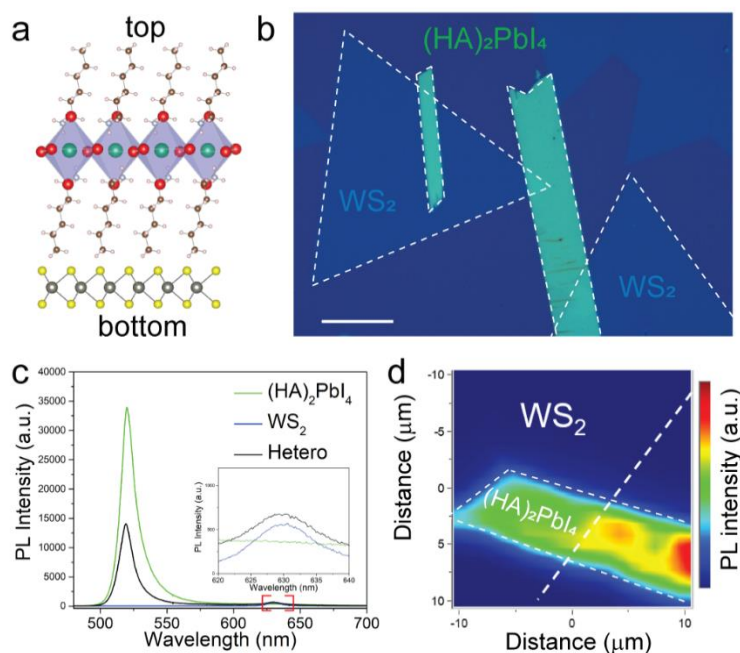 a
top
bottom
b
(HA)₂PbI₄
WS₂
WS₂
c
PL Intensity (a.u.)
40000
35000
30000
25000
20000
15000
10000
5000
0
500
550
600
650
700
Wavelength (nm)
(HA)₂PbI₄
WS₂
Hetero
PL Intensity (a.u.)
500
0
620
625
630
635
640
Wavelength (nm)
d
Distance (μm)
-10
-5
0
5
10
WS₂
(HA)₂PbI₄
-10
-5
0
5
10
Distance (μm)
PL intensity (a.u.)